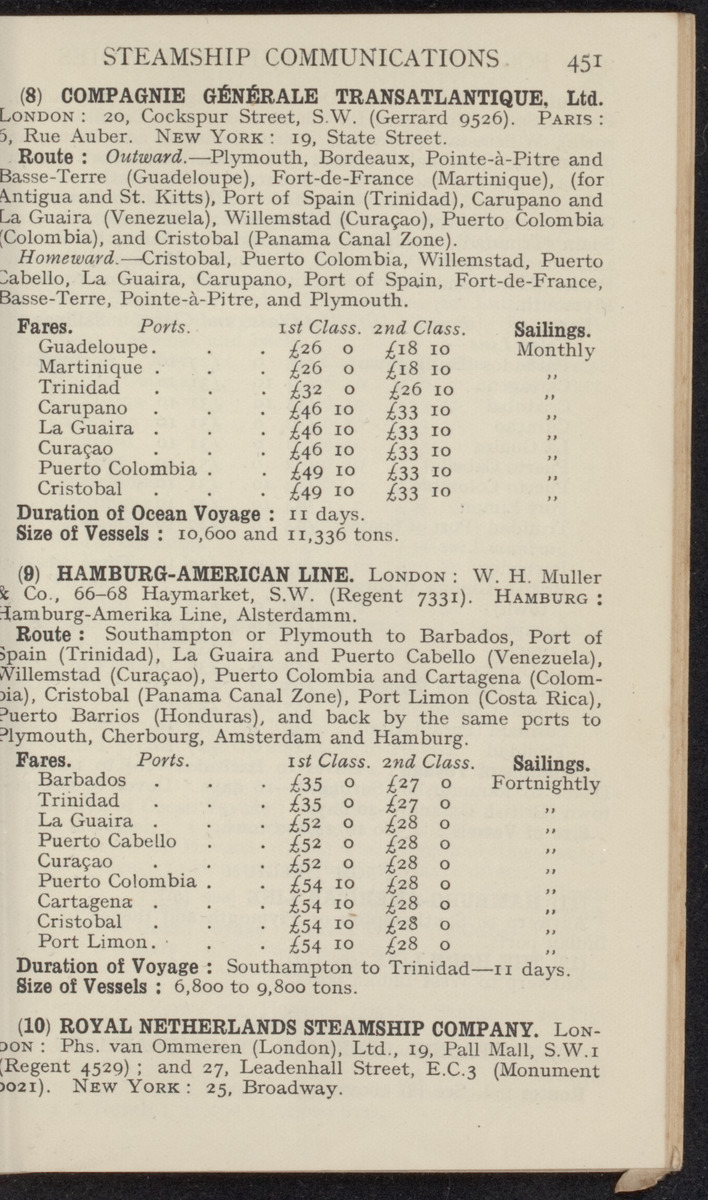 STEAMSHIP COMMUNICATIONS 451
(8) COMPAGNIE GÉNÉRALE TRANSATLANTIQUE, Ltd.
LONDON : 20, Cockspur Street, S.W. (Gerrard 9526). PARIS :
6, Rue Auber. NEW YORK : 19, State Street.
Route : Outward.—Plymouth, Bordeaux, Pointe-à-Pitre and
Basse-Terre (Guadeloupe), Fort-de-France (Martinique), (for
Antigua and St. Kitts), Port of Spain (Trinidad), Carupano and
La Guaira (Venezuela), Willemstad (Curaçao), Puerto Colombia
(Colombia), and Cristobal (Panama Canal Zone).
Homeward.—Cristobal, Puerto Colombia, Willemstad, Puerto
Cabello, La Guaira, Carupano, Port of Spain, Fort-de-France,
Basse-Terre, Pointe-à-Pitre, and Plymouth.
Fares. Ports. 1st Class. 2nd Class. Sailings.
Guadeloupe . . . £26 0 £18 10 Monthly
Martinique . . . £26 0 £18 10 ,,
Trinidad . . . £32 0 £26 10 ,,
Carupano . . . £46 10 £33 10 ,,
La Guaira . . . £46 10 £33 10 ,,
Curaçao . . . £46 10 £33 10 ,,
Puerto Colombia . . £49 10 £33 10 ,,
Cristobal . . . £49 10 £33 10 ,,
Duration of Ocean Voyage : 11 days.
Size of Vessels : 10,600 and 11,336 tons.
(9) HAMBURG-AMERICAN LINE. LONDON : W. H. Muller
& Co., 66–68 Haymarket, S.W. (Regent 7331). HAMBURG :
Hamburg-Amerika Line, Alsterdamm.
Route : Southampton or Plymouth to Barbados, Port of
Spain (Trinidad), La Guaira and Puerto Cabello (Venezuela),
Willemstad (Curaçao), Puerto Colombia and Cartagena (Colom-
bia), Cristobal (Panama Canal Zone), Port Limon (Costa Rica),
Puerto Barrios (Honduras), and back by the same ports to
Plymouth, Cherbourg, Amsterdam and Hamburg.
Fares. Ports. 1st Class. 2nd Class. Sailings.
Barbados . . . £35 0 £27 0 Fortnightly
Trinidad . . . £35 0 £27 0 ,,
La Guaira . . . £52 0 £28 0 ,,
Puerto Cabello . . £52 0 £28 0 ,,
Curaçao . . . £52 0 £28 0 ,,
Puerto Colombia . . £54 10 £28 0 ,,
Cartagena . . . £54 10 £28 0 ,,
Cristobal . . . £54 10 £28 0 ,,
Port Limon . . . £54 10 £28 0 ,,
Duration of Voyage : Southampton to Trinidad—11 days.
Size of Vessels : 6,800 to 9,800 tons.
(10) ROYAL NETHERLANDS STEAMSHIP COMPANY. LON-
DON : Phs. van Ommeren (London), Ltd., 19, Pall Mall, S.W.1
(Regent 4529) ; and 27, Leadenhall Street, E.C.3 (Monument
0021). NEW YORK : 25, Broadway.